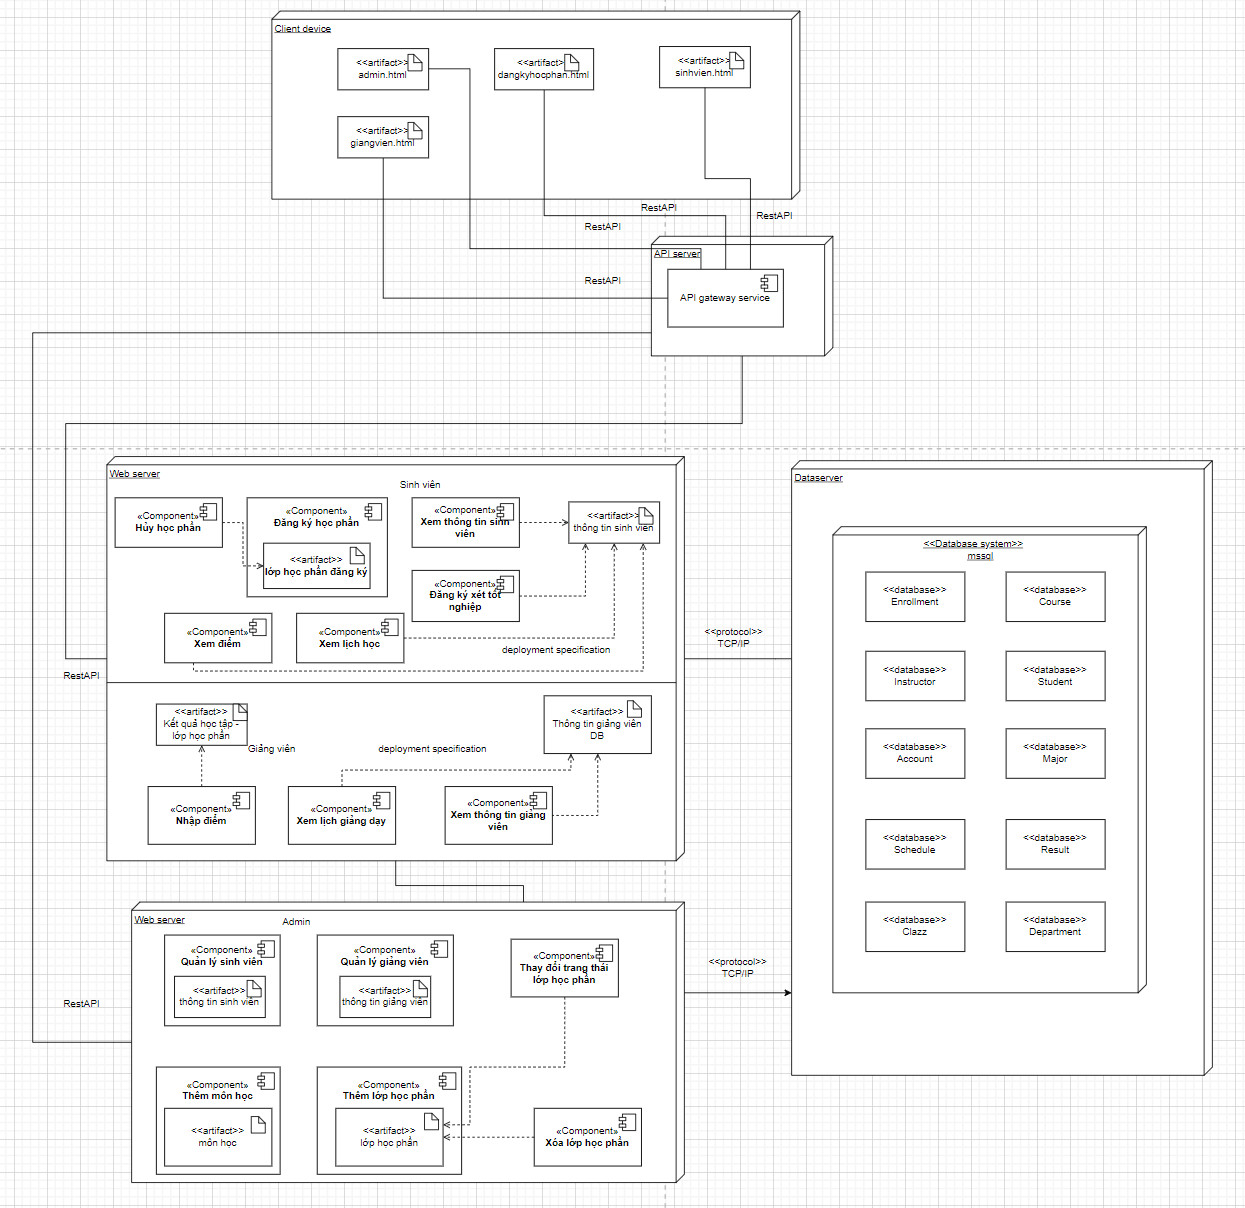 Client device
<<artifact>>
admin.html
<<artifact>>
dangkyhocphan.html
<<artifact>>
sinhvien.html
<<artifact>>
giangvien.html
RestAPI
RestAPI
RestAPI
RestAPI
API server
API gateway service
Web server
Sinh viên
«Component»
Hủy học phần
«Component»
Đăng ký học phần
<<artifact>>
lớp học phần đăng ký
«Component»
Xem thông tin sinh
viên
<<artifact>>
thông tin sinh viên
«Component»
Đăng ký xét tốt
nghiệp
«Component»
Xem điểm
«Component»
Xem lịch học
deployment specification
RestAPI
<<artifact>>
Kết quả học tập -
lớp học phần
Giảng viên
deployment specification
<<artifact>>
Thông tin giảng viên
DB
«Component»
Nhập điểm
«Component»
Xem lịch giảng dạy
«Component»
Xem thông tin giảng
viên
<<protocol>>
TCP/IP
Dataserver
<<Database system>>
mssql
<<database>>
Enrollment
<<database>>
Course
<<database>>
Instructor
<<database>>
Student
<<database>>
Account
<<database>>
Major
<<database>>
Schedule
<<database>>
Result
<<database>>
Clazz
<<database>>
Department
Web server
Admin
«Component»
Quản lý sinh viên
<<artifact>>
thông tin sinh viên
«Component»
Quản lý giảng viên
<<artifact>>
thông tin giảng viên
«Component»
Thay đổi trang thái
lớp học phần
<<protocol>>
TCP/IP
RestAPI
«Component»
Thêm môn học
<<artifact>>
môn học
«Component»
Thêm lớp học phần
<<artifact>>
lớp học phần
«Component»
Xóa lớp học phần